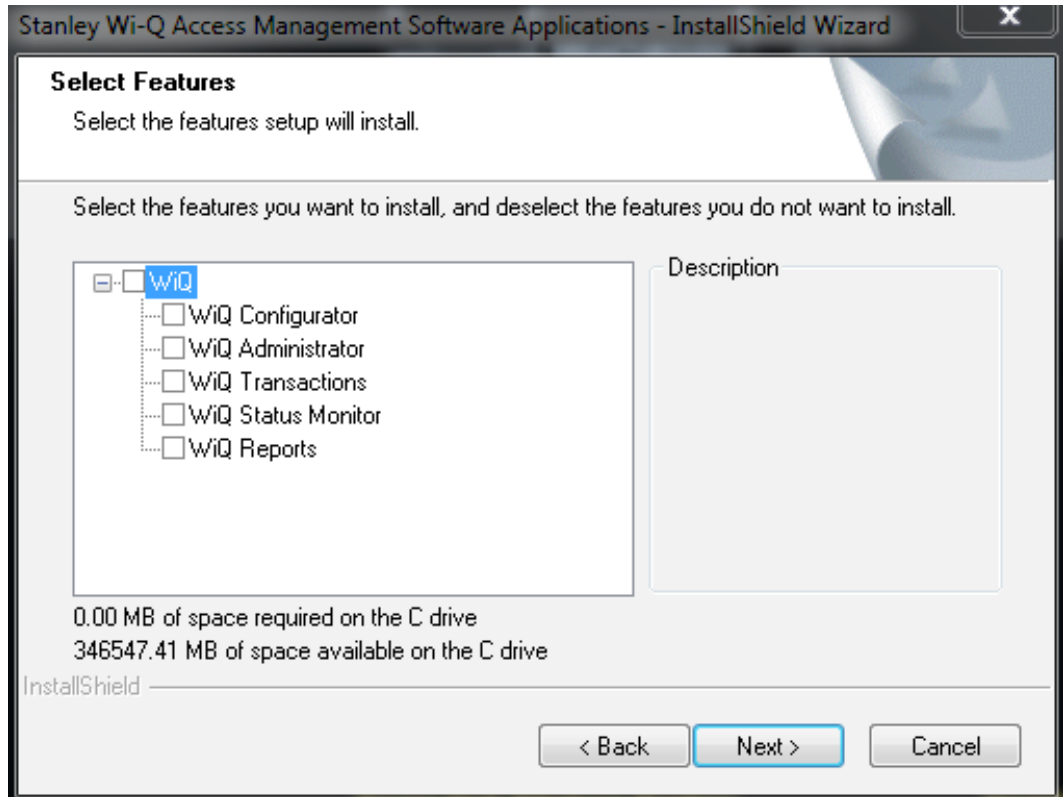 Stanley Wi-Q Access Management Software Applications - InstallShield Wizard
x
Select Features
Select the features setup will install.
Select the features you want to install, and deselect the features you do not want to install.
WiQ
WiQ Configurator
WiQ Administrator
WiQ Transactions
WiQ Status Monitor
WiQ Reports
Description
0.00 MB of space required on the C drive
346547.41 MB of space available on the C drive
InstallShield
< Back
Next >
Cancel